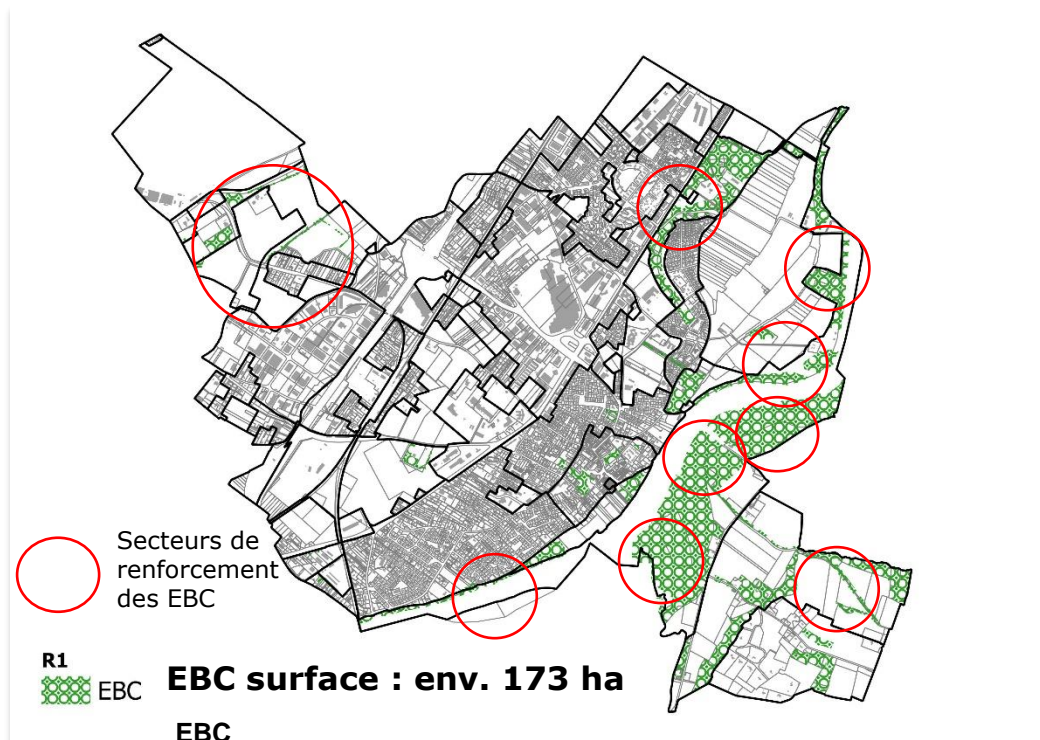 Secteurs de
renforcement
des EBC
R1
EBC
EBC surface : env. 173 ha
EBC